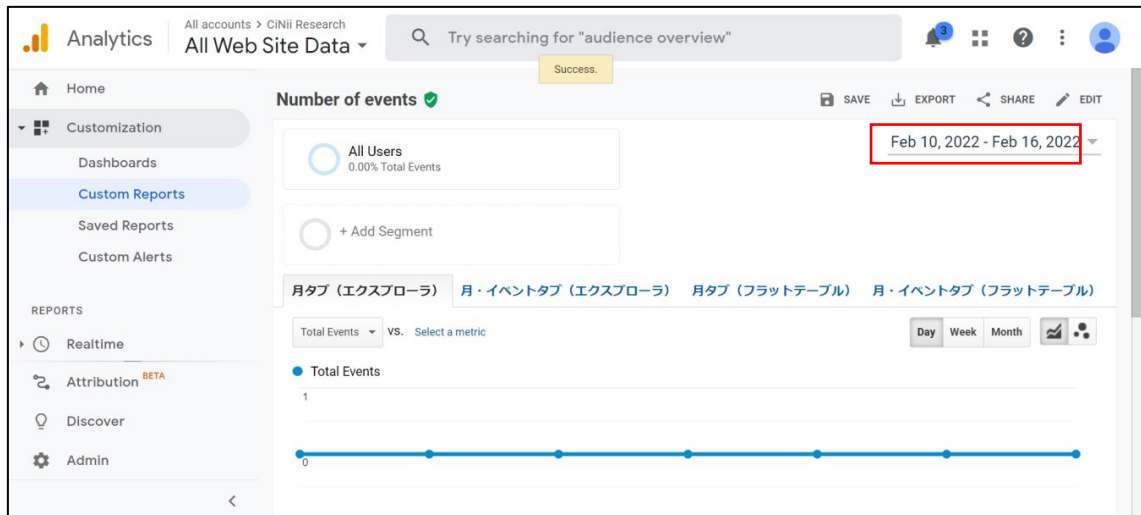 All accounts > CiNii Research
Analytics
All Web Site Data
Try searching for "audience overview"
3
Success.
Home
Customization
Dashboards
Custom Reports
Saved Reports
Custom Alerts
REPORTS
Realtime
Attribution BETA
Discover
Admin
Number of events
SAVE
EXPORT
SHARE
EDIT
Feb 10, 2022 - Feb 16, 2022
All Users
0.00% Total Events
+ Add Segment
月タブ（エクスプローラ）
月・イベントタブ（エクスプローラ）
月タブ（フラットテーブル）
月・イベントタブ（フラットテーブル）
Total Events
VS.
Select a metric
Day
Week
Month
Total Events
1
0